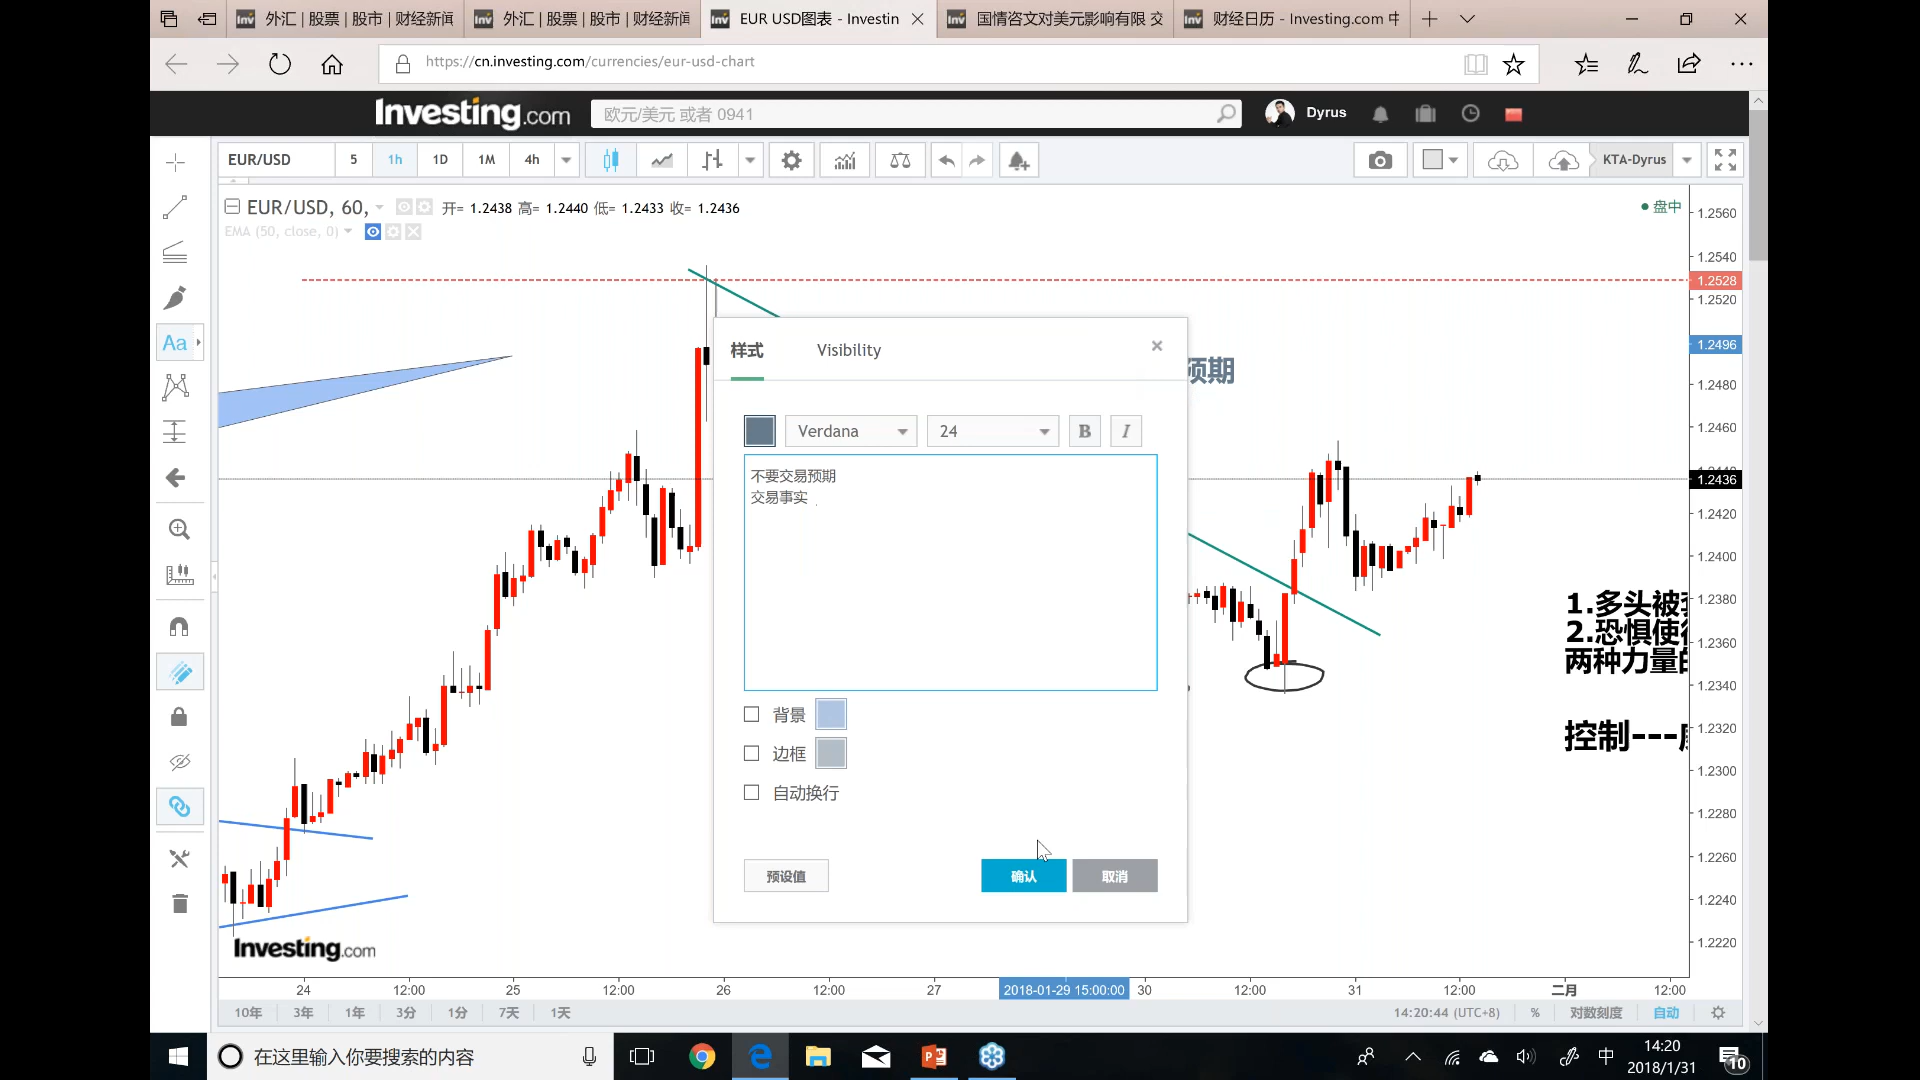 外汇 | 股票 | 股市 | 财经新闻
外汇 | 股票 | 股市 | 财经新闻
EUR USD图表 - Investin
国情咨文对美元影响有限 交
财经日历 - Investing.com 中
https://cn.investing.com/currencies/eur-usd-chart
Investing.com
欧元/美元 或者 0941
Dyrus
EUR/USD
5
1h
1D
1M
4h
KTA-Dyrus
EUR/USD, 60,
开= 1.2438 高= 1.2440 低= 1.2433 收= 1.2436
盘中
EMA (50, close, 0)
1.2560
1.2540
1.2528
1.2520
1.2496
1.2480
1.2460
1.2436
1.2420
1.2400
1.2380
1.2360
1.2340
1.2320
1.2300
1.2280
1.2260
1.2240
1.2220
Aa
样式
Visibility
预期
Verdana
24
B
I
不要交易预期
交易事实
背景
边框
自动换行
预设值
确认
取消
1.多头被
2.恐惧使
两种力量
控制---
Investing.com
24
12:00
25
12:00
26
12:00
27
2018-01-29 15:00:00
30
12:00
31
12:00
二月
12:00
10年
3年
1年
3分
1分
7天
1天
14:20:44 (UTC+8)
%
对数刻度
自动
在这里输入你要搜索的内容
中
14:20
2018/1/31
10